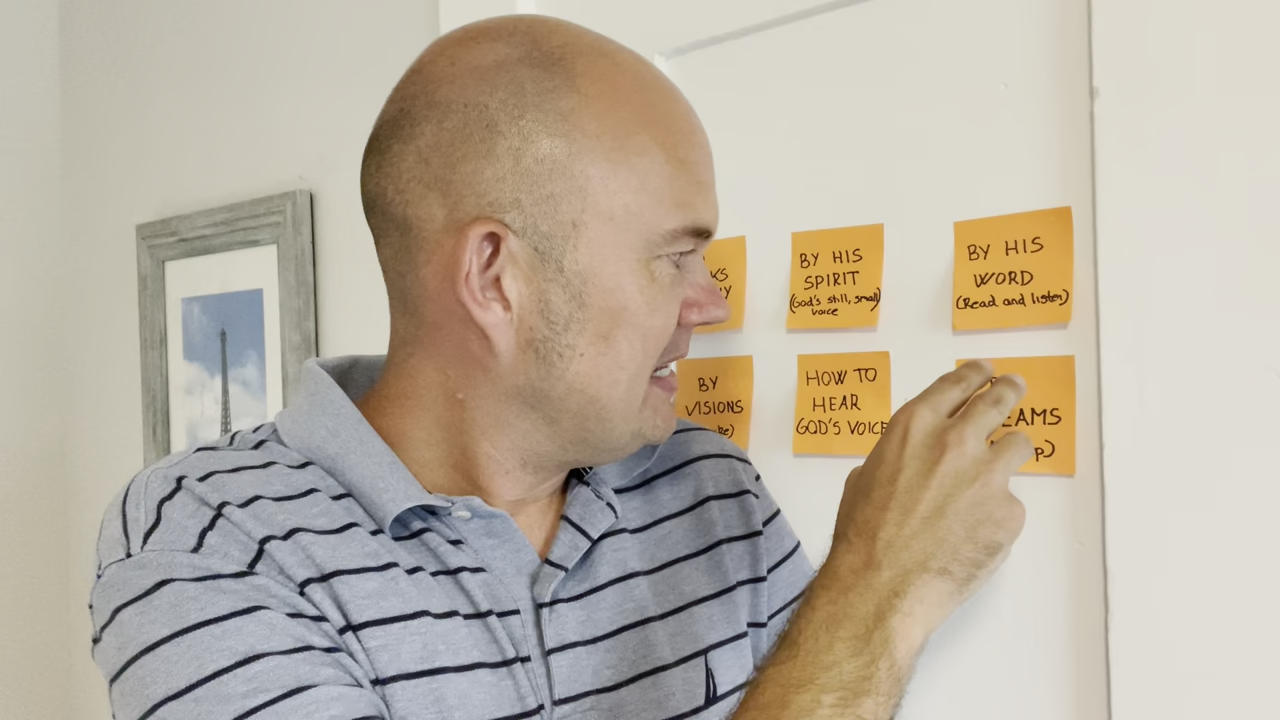 BY HIS
SPIRIT
(God's still, small
voice
BY HIS
WORD
(Read and listen)
BY
VISIONS
HOW TO
HEAR
GOD'S VOICE